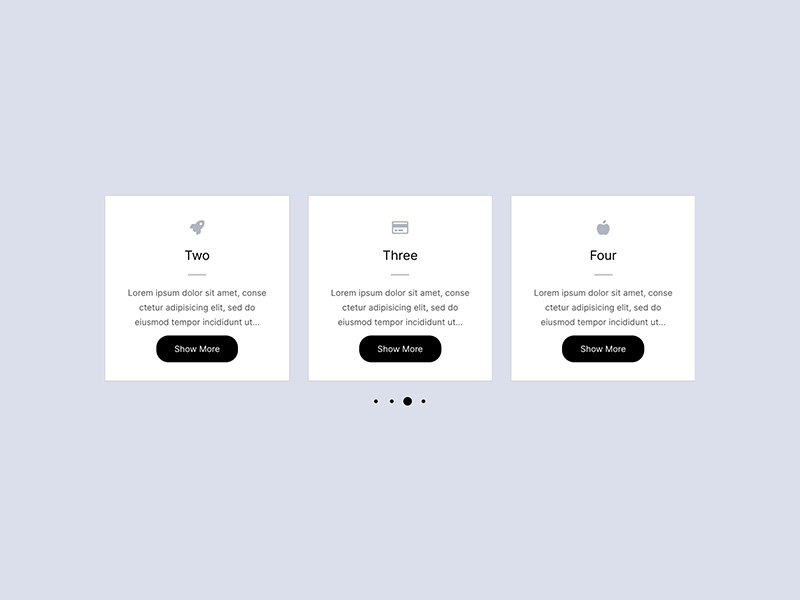 Two
Lorem ipsum dolor sit amet, conse
ctetur adipisicing elit, sed do
eiusmod tempor incididunt ut...
Show More
Three
Lorem ipsum dolor sit amet, conse
ctetur adipisicing elit, sed do
eiusmod tempor incididunt ut...
Show More
Four
Lorem ipsum dolor sit amet, conse
ctetur adipisicing elit, sed do
eiusmod tempor incididunt ut...
Show More